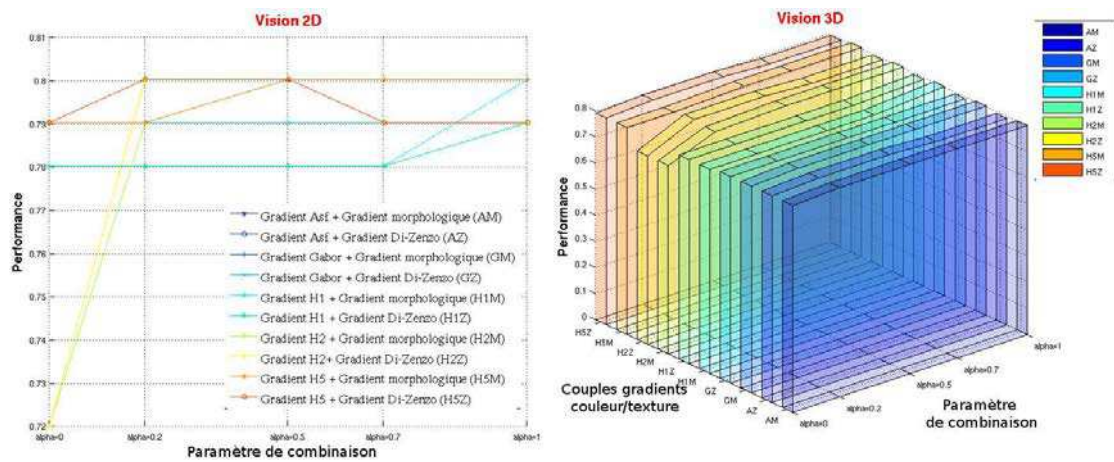 Vision 2D
0.81
0.8
0.79
0.78
0.77
0.76
0.75
0.74
0.73
0.72
Performance
alpha=0
alpha=0.2
alpha=0.5
alpha=0.7
alpha=1
Paramètre de combinaison
Gradient Asf + Gradient morphologique (AM)
Gradient Asf + Gradient Di-Zenzo (AZ)
Gradient Gabor + Gradient morphologique (GM)
Gradient Gabor + Gradient Di-Zenzo (GZ)
Gradient H1 + Gradient morphologique (H1M)
Gradient H1 + Gradient Di-Zenzo (H1Z)
Gradient H2 + Gradient morphologique (H2M)
Gradient H2+ Gradient Di-Zenzo (H2Z)
Gradient H5 + Gradient morphologique (H5M)
Gradient H5 + Gradient Di-Zenzo (H5Z)
Vision 3D
0.8
0.7
0.6
0.5
0.4
0.3
0.2
0.1
0
Performance
H5Z
H5M
H2Z
H2M
H1Z
H1M
GZ
GM
AZ
AM
Couples gradients
couleur/texture
alpha=0
alpha=0.2
alpha=0.5
alpha=0.7
alpha=1
Paramètre
de combinaison
AM
AZ
GM
GZ
H1M
H1Z
H2M
H2Z
H5M
H5Z